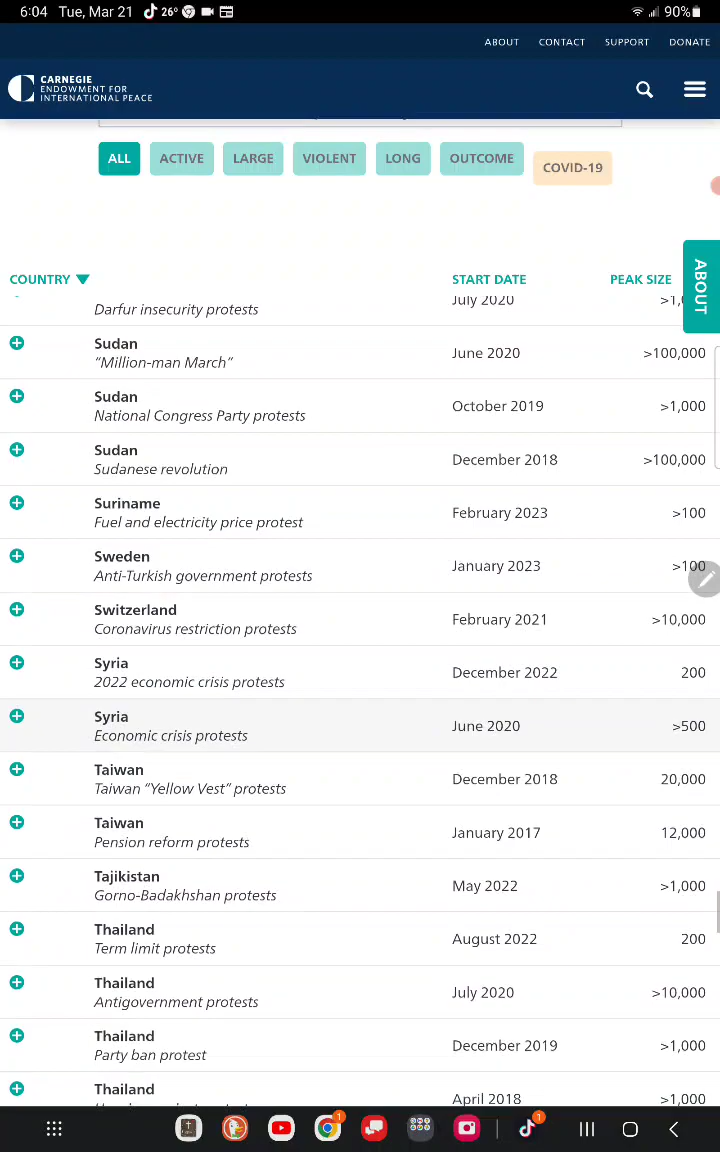 6:04 Tue, Mar 21 26° 90%
ABOUT CONTACT SUPPORT DONATE
CARNEGIE
ENDOWMENT FOR
INTERNATIONAL PEACE
ALL ACTIVE LARGE VIOLENT LONG OUTCOME COVID-19
COUNTRY START DATE PEAK SIZE
ABOUT
Darfur insecurity protests July 2020
Sudan
“Million-man March” June 2020 >100,000
Sudan
National Congress Party protests October 2019 >1,000
Sudan
Sudanese revolution December 2018 >100,000
Suriname
Fuel and electricity price protest February 2023 >100
Sweden
Anti-Turkish government protests January 2023 >100
Switzerland
Coronavirus restriction protests February 2021 >10,000
Syria
2022 economic crisis protests December 2022 200
Syria
Economic crisis protests June 2020 >500
Taiwan
Taiwan “Yellow Vest” protests December 2018 20,000
Taiwan
Pension reform protests January 2017 12,000
Tajikistan
Gorno-Badakhshan protests May 2022 >1,000
Thailand
Term limit protests August 2022 200
Thailand
Antigovernment protests July 2020 >10,000
Thailand
Party ban protest December 2019 >1,000
Thailand
April 2018 >1,000
1 1